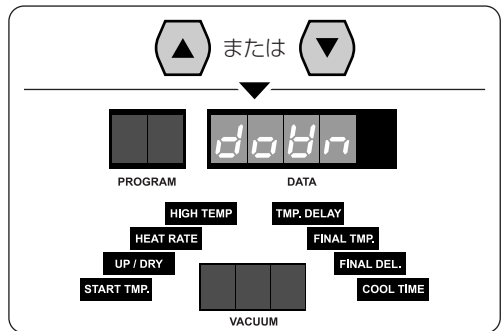 または
doWn
PROGRAM DATA
HIGH TEMP TMP. DELAY
HEAT RATE FINAL TMP.
UP / DRY FINAL DEL.
START TMP. COOL TIME
VACUUM